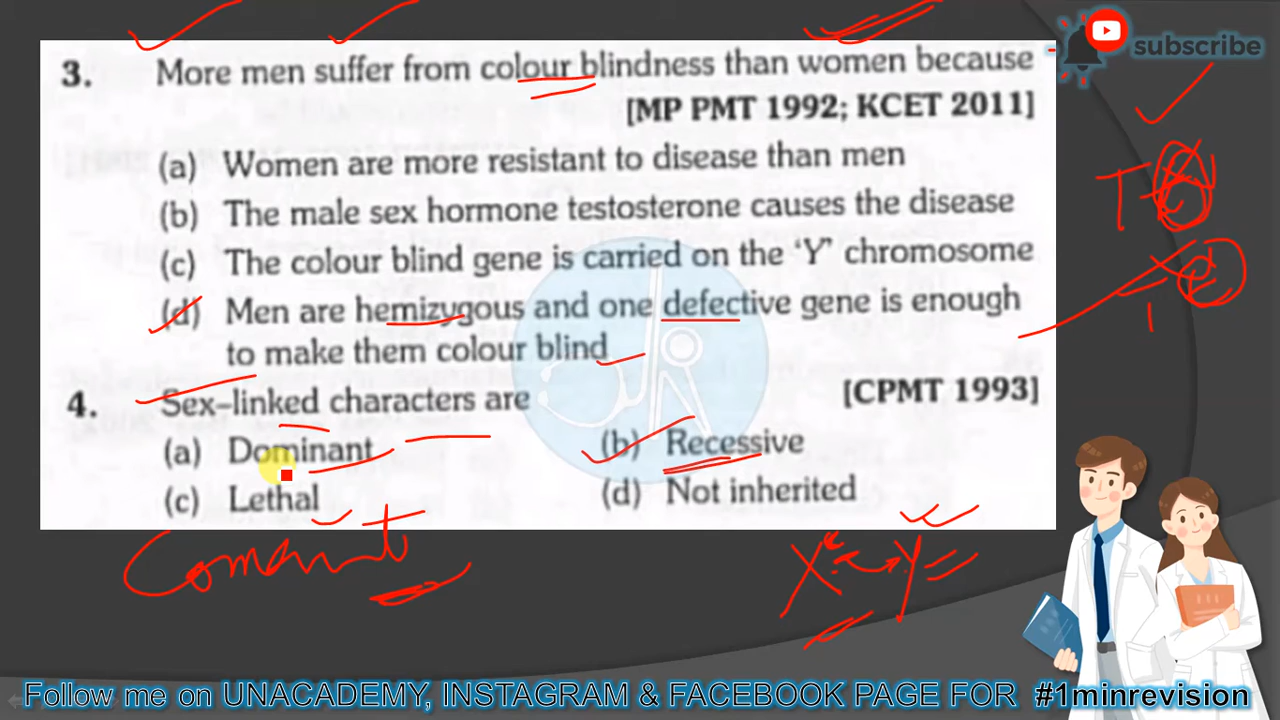 subscribe
3. More men suffer from colour blindness than women because
[MP PMT 1992; KCET 2011]
(a) Women are more resistant to disease than men
(b) The male sex hormone testosterone causes the disease
(c) The colour blind gene is carried on the 'Y' chromosome
(d) Men are hemizygous and one defective gene is enough
to make them colour blind
4. Sex-linked characters are [CPMT 1993]
(a) Dominant (b) Recessive
(c) Lethal (d) Not inherited
X Y
Follow me on UNACADEMY, INSTAGRAM & FACEBOOK PAGE FOR #1minrevision